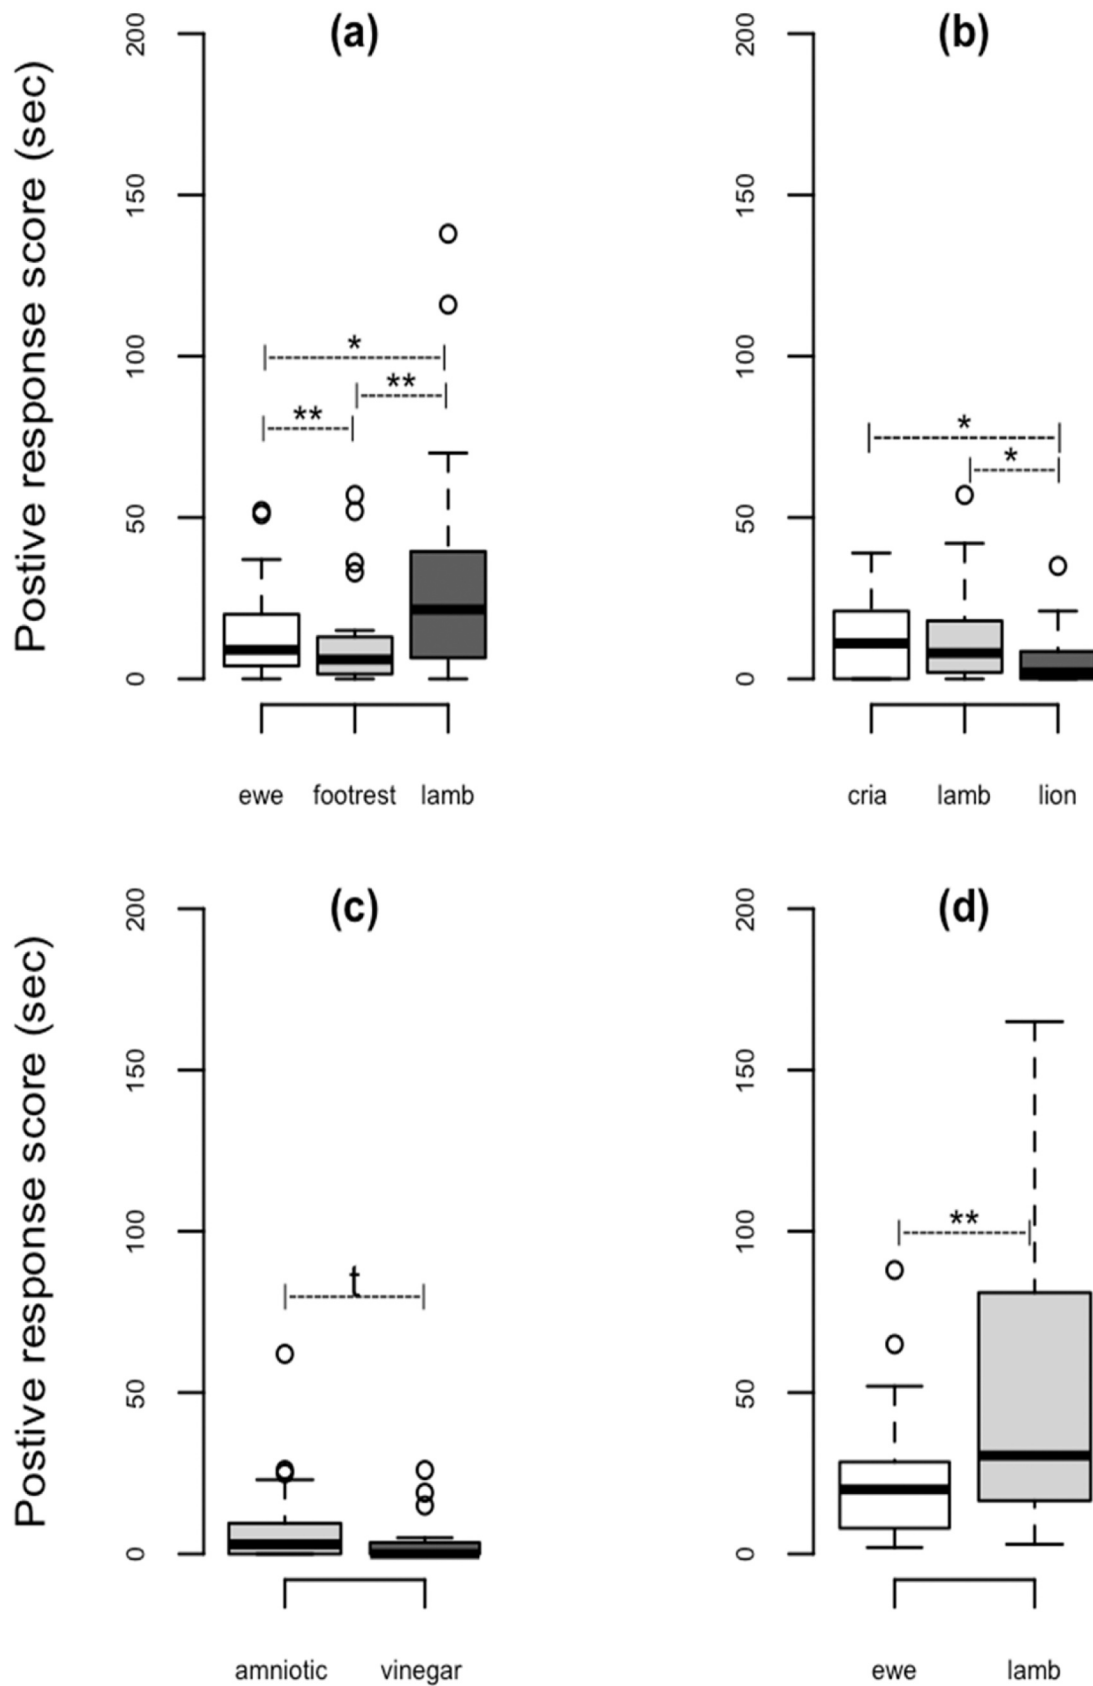 (a)
Postive response score (sec)
200
150
100
50
0
*
**
**
ewe footrest lamb
(b)
200
150
100
50
0
*
*
cria lamb lion
(c)
Postive response score (sec)
200
150
100
50
0
t
amniotic vinegar
(d)
200
150
100
50
0
**
ewe lamb